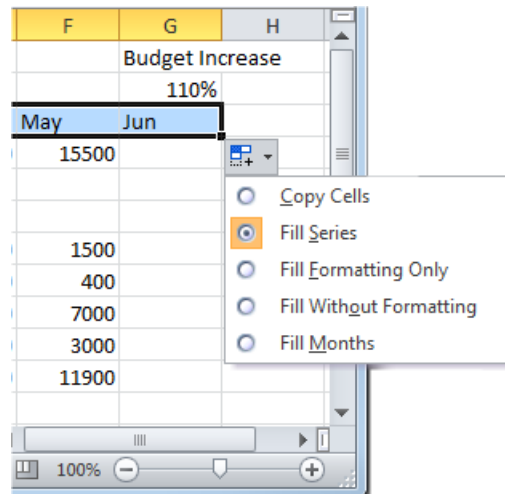 F G H
Budget Increase
110%
May Jun
15500
Copy Cells
Fill Series
1500
Fill Formatting Only
400
7000
Fill Without Formatting
3000
Fill Months
11900
100%